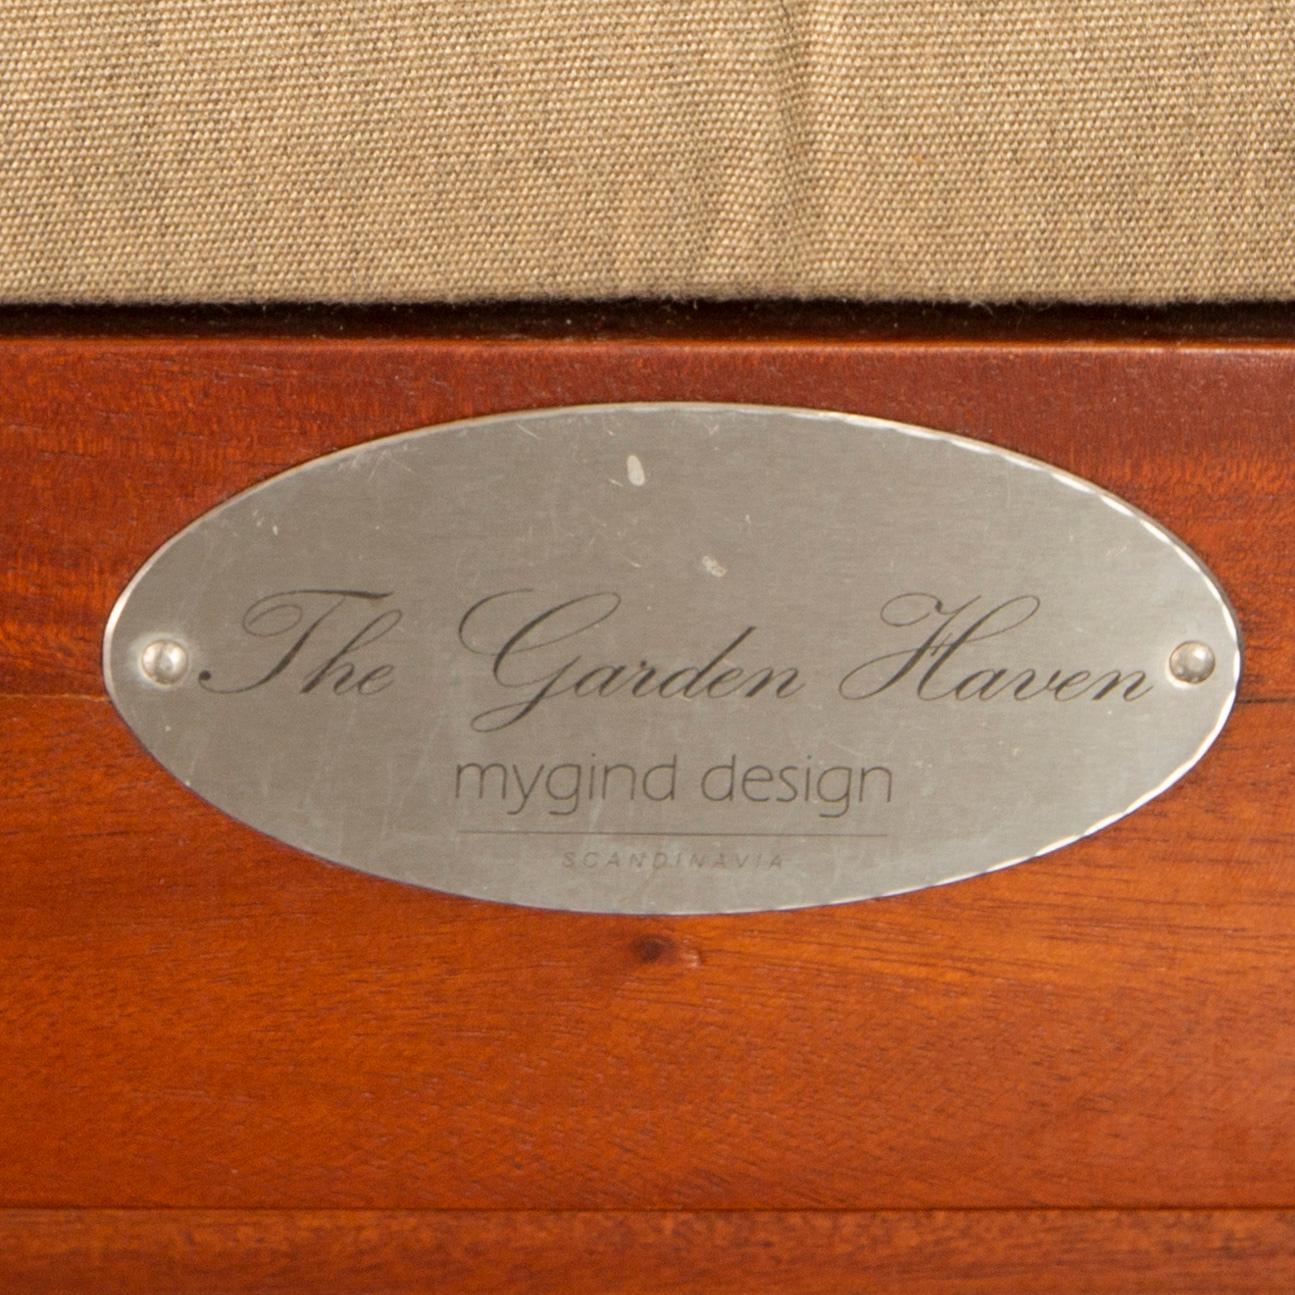 The Garden Haven
mygind design
SCANDINAVIA